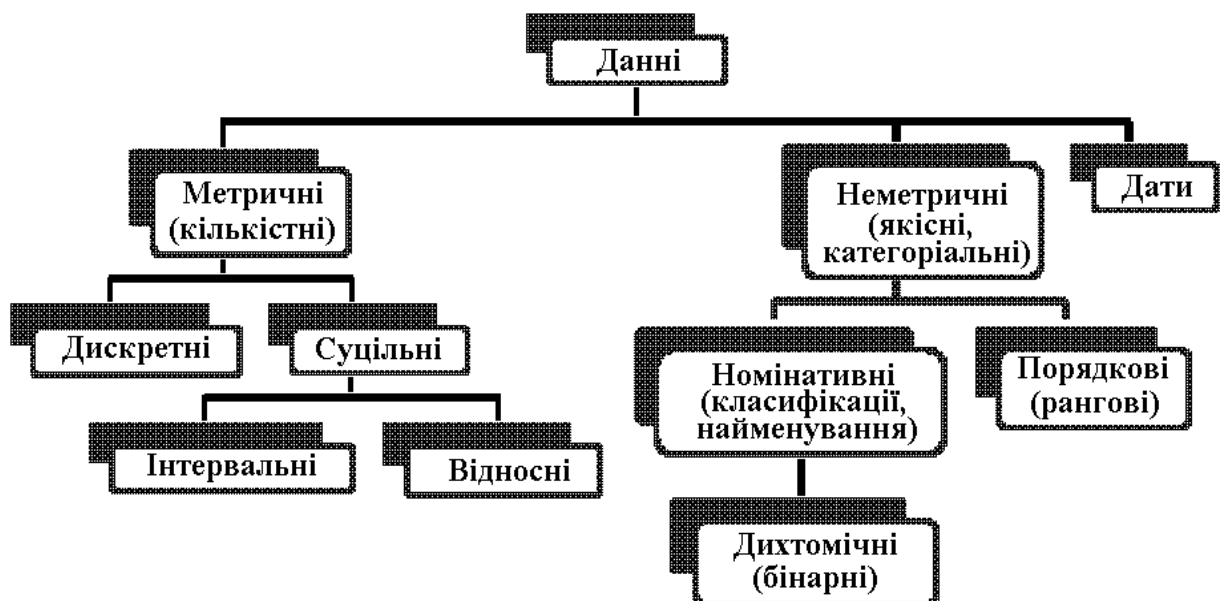 Данні
Метричні
(кількістні)
Неметричні
(якісні,
категоріальні)
Дати
Дискретні
Суцільні
Номінативні
(класифікації,
найменування)
Порядкові
(рангові)
Інтервальні
Відносні
Дихтомічні
(бінарні)